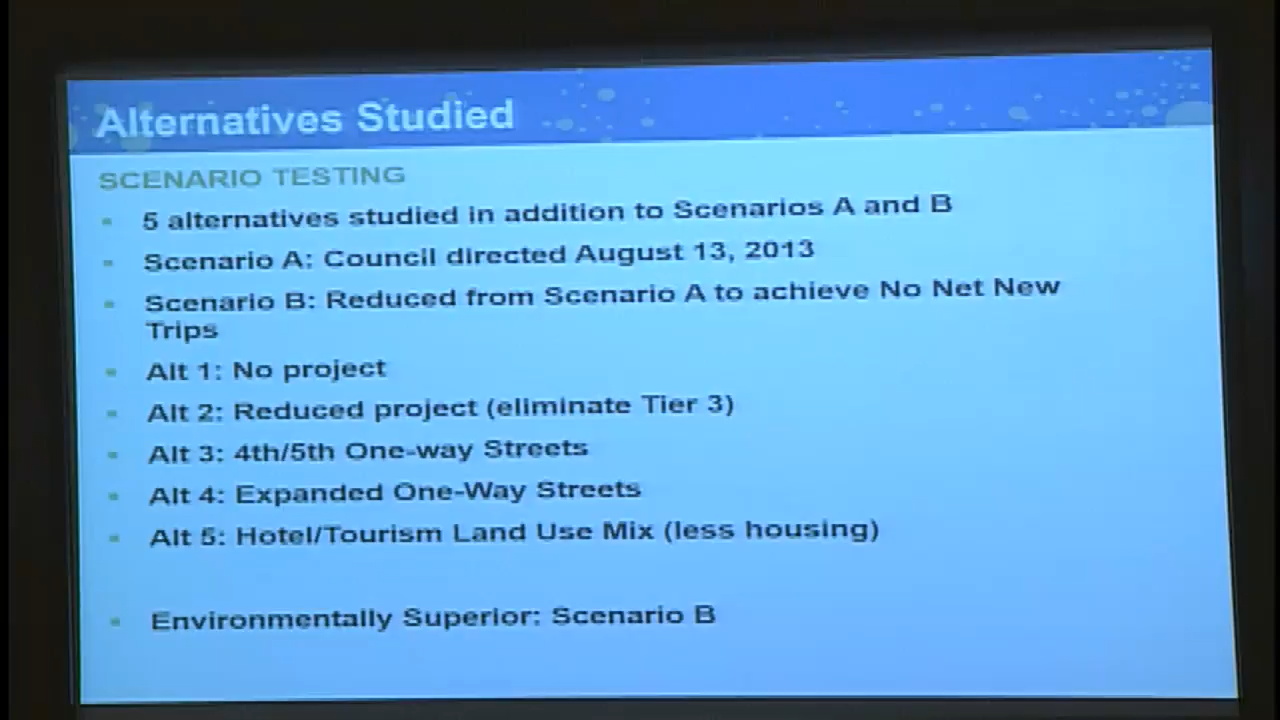 Alternatives Studied
SCENARIO TESTING
5 alternatives studied in addition to Scenarios A and B
Scenario A: Council directed August 13, 2013
Scenario B: Reduced from Scenario A to achieve No Net New
Trips
Alt 1: No project
Alt 2: Reduced project (eliminate Tier 3)
Alt 3: 4th/5th One-way Streets
Alt 4: Expanded One-Way Streets
Alt 5: Hotel/Tourism Land Use Mix (less housing)
Environmentally Superior: Scenario B